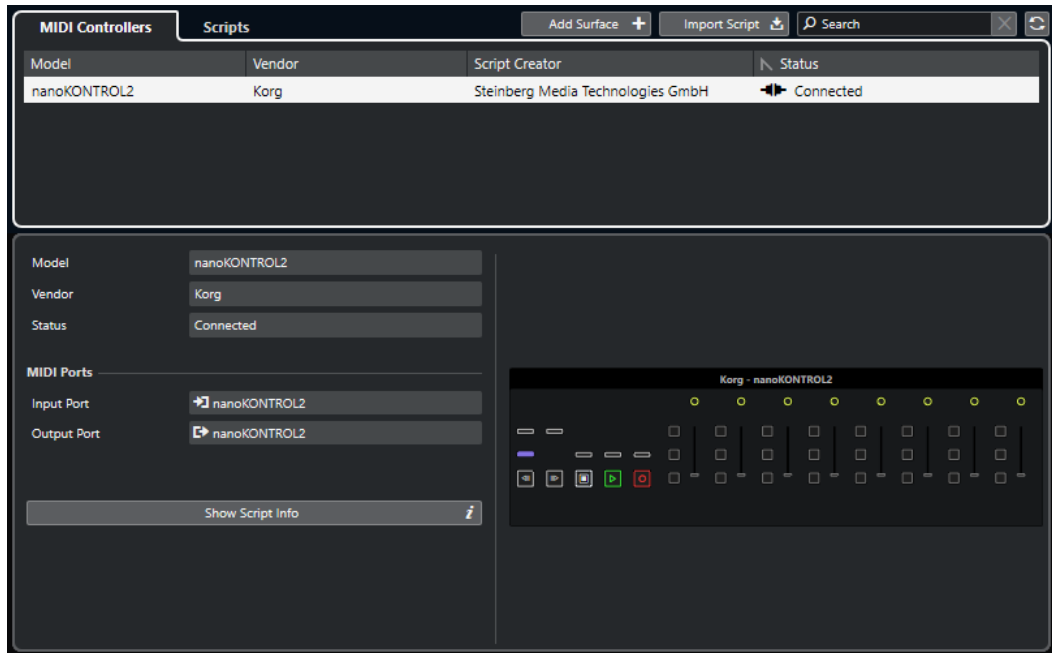 MIDI Controllers Scripts Add Surface Import Script Search
Model Vendor Script Creator Status
nanoKONTROL2 Korg Steinberg Media Technologies GmbH Connected
Model nanoKONTROL2
Vendor Korg
Status Connected
MIDI Ports
Input Port nanoKONTROL2
Output Port nanoKONTROL2
Show Script Info i
Korg - nanoKONTROL2